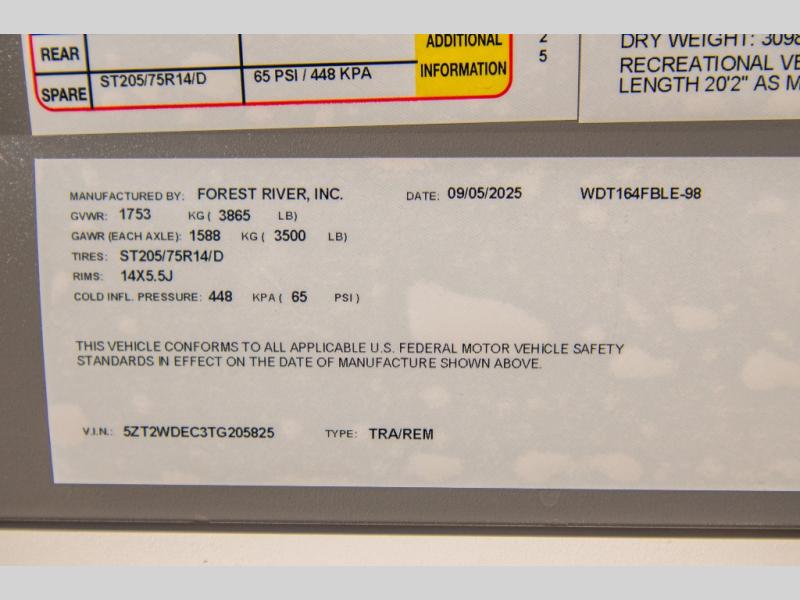 REAR
SPARE ST205/75R14/D 65 PSI / 448 KPA
ADDITIONAL
INFORMATION
2
5
DRY WEIGHT:
RECREATIONAL
LENGTH 20'2" AS
MANUFACTURED BY: FOREST RIVER, INC. DATE: 09/05/2025 WDT164FBLE-98
GVWR: 1753 KG ( 3865 LB)
GAWR (EACH AXLE): 1588 KG ( 3500 LB)
TIRES: ST205/75R14/D
RIMS: 14X5.5J
COLD INFL. PRESSURE: 448 KPA ( 65 PSI )
THIS VEHICLE CONFORMS TO ALL APPLICABLE U.S. FEDERAL MOTOR VEHICLE SAFETY
STANDARDS IN EFFECT ON THE DATE OF MANUFACTURE SHOWN ABOVE.
V.I.N.: 5ZT2WDEC3TG205825 TYPE: TRA/REM